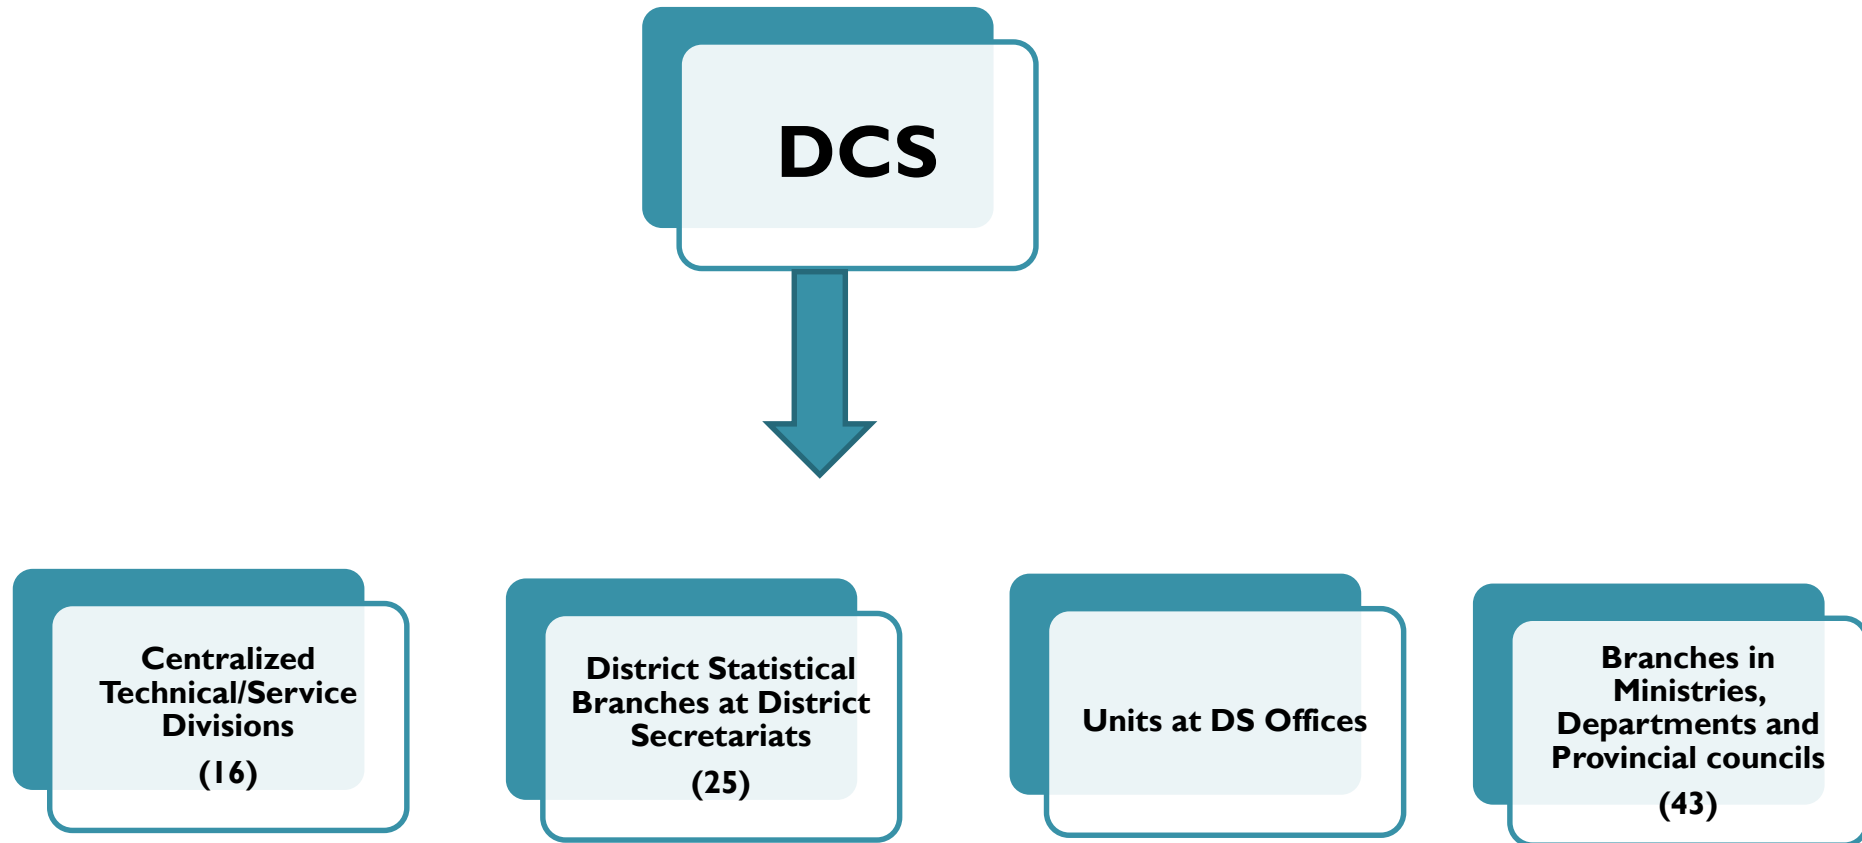 DCS
Centralized
Technical/Service
Divisions
(16)
District Statistical
Branches at District
Secretariats
(25)
Units at DS Offices
Branches in
Ministries,
Departments and
Provincial councils
(43)